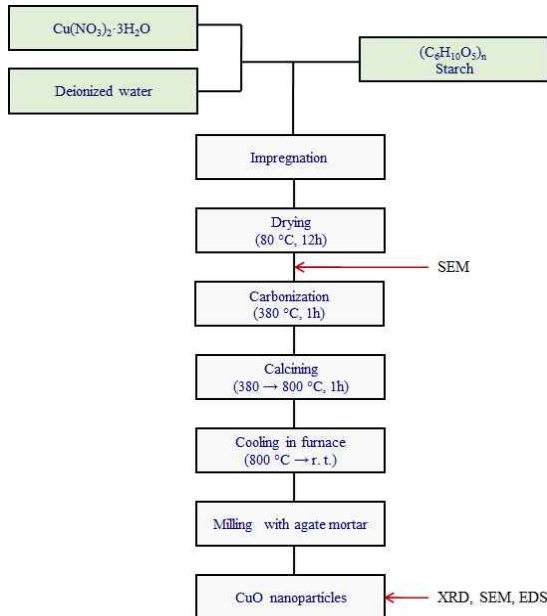 Cu(NO3)2·3H2O
(C6H10O5)n
Starch
Deionized water
Impregnation
Drying
(80 °C, 12h)
SEM
Carbonization
(380 °C, 1h)
Calcining
(380 → 800 °C, 1h)
Cooling in furnace
(800 °C → r. t.)
Milling with agate mortar
CuO nanoparticles
XRD, SEM, EDS